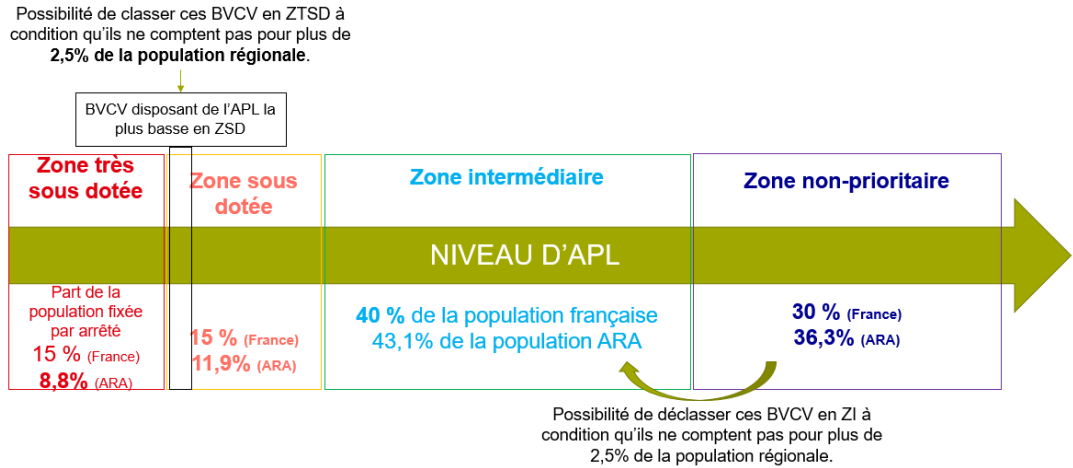 Possibilité de classer ces BVCV en ZTSD à
condition qu'ils ne comptent pas pour plus de
2,5% de la population régionale.
BVCV disposant de l'APL la
plus basse en ZSD
Zone très
sous dotée
Zone sous
dotée
Zone intermédiaire
Zone non-prioritaire
NIVEAU D'APL
Part de la
population fixée
par arrêté
15 % (France)
8,8% (ARA)
15 % (France)
11,9% (ARA)
40 % de la population française
43,1% de la population ARA
30 % (France)
36,3% (ARA)
Possibilité de déclasser ces BVCV en ZI à
condition qu'ils ne comptent pas pour plus de
2,5% de la population régionale.